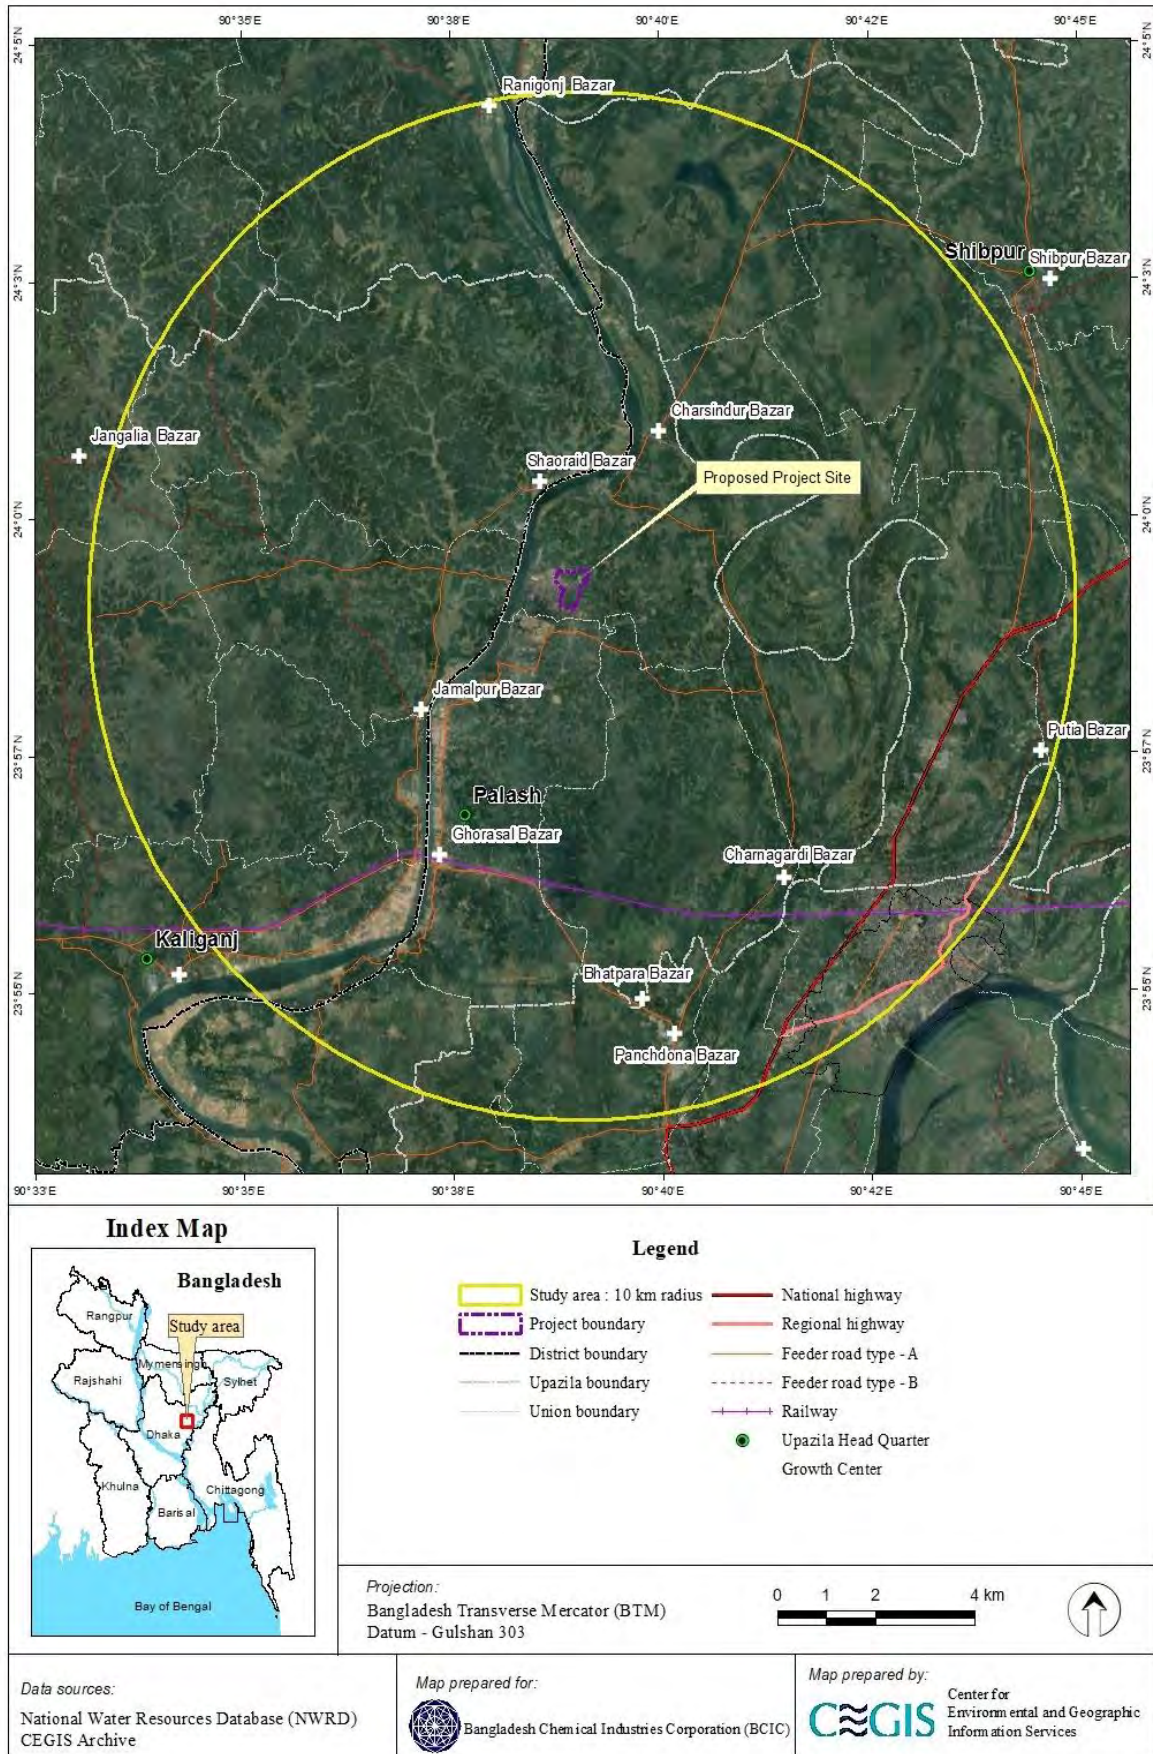 90°35'E 90°38'E 90°40'E 90°42'E 90°45'E
24°5'N 24°5'N
Ranigonj Bazar
Shibpur
Shibpur Bazar
24°3'N 24°3'N
Charsindur Bazar
Jangalia Bazar
Shaoraid Bazar
Proposed Project Site
24°0'N 24°0'N
Jamalpur Bazar
Putia Bazar
23°57'N 23°57'N
Palash
Ghorasal Bazar
Charnagardi Bazar
Kaliganj
Bhatpara Bazar
23°55'N 23°55'N
Panchdona Bazar
90°33'E 90°35'E 90°38'E 90°40'E 90°42'E 90°45'E
Index Map
Bangladesh
Rangpur
Study area
Mymensingh
Rajshahi
Sylhet
Dhaka
Khulna
Chittagong
Barisal
Bay of Bengal
Legend
Study area : 10 km radius
Project boundary
District boundary
Upazila boundary
Union boundary
National highway
Regional highway
Feeder road type - A
Feeder road type - B
Railway
Upazila Head Quarter
Growth Center
Projection:
Bangladesh Transverse Mercator (BTM)
Datum - Gulshan 303
0 1 2 4 km
Data sources:
National Water Resources Database (NWRD)
CEGIS Archive
Map prepared for:
Bangladesh Chemical Industries Corporation (BCIC)
Map prepared by:
CEGIS
Center for
Environmental and Geographic
Information Services